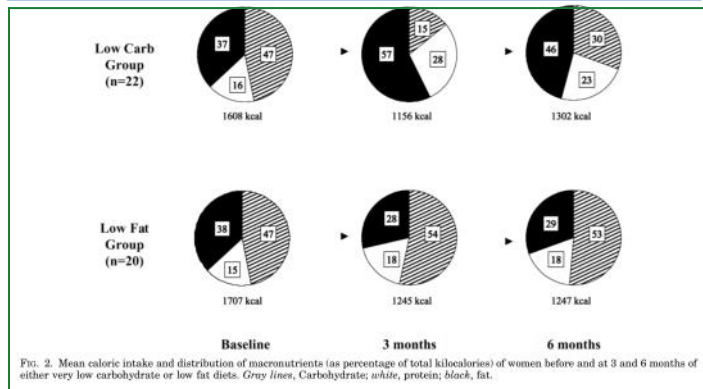 Low Carb
Group
(n=22)
37
47
16
1608 kcal
15
57
28
1156 kcal
30
46
23
1302 kcal
Low Fat
Group
(n=20)
38
47
15
1707 kcal
28
54
18
1245 kcal
29
53
18
1247 kcal
Baseline
3 months
6 months
FIG. 2. Mean caloric intake and distribution of macronutrients (as percentage of total kilocalories) of women before and at 3 and 6 months of
either very low carbohydrate or low fat diets. Gray lines, Carbohydrate; white, protein; black, fat.